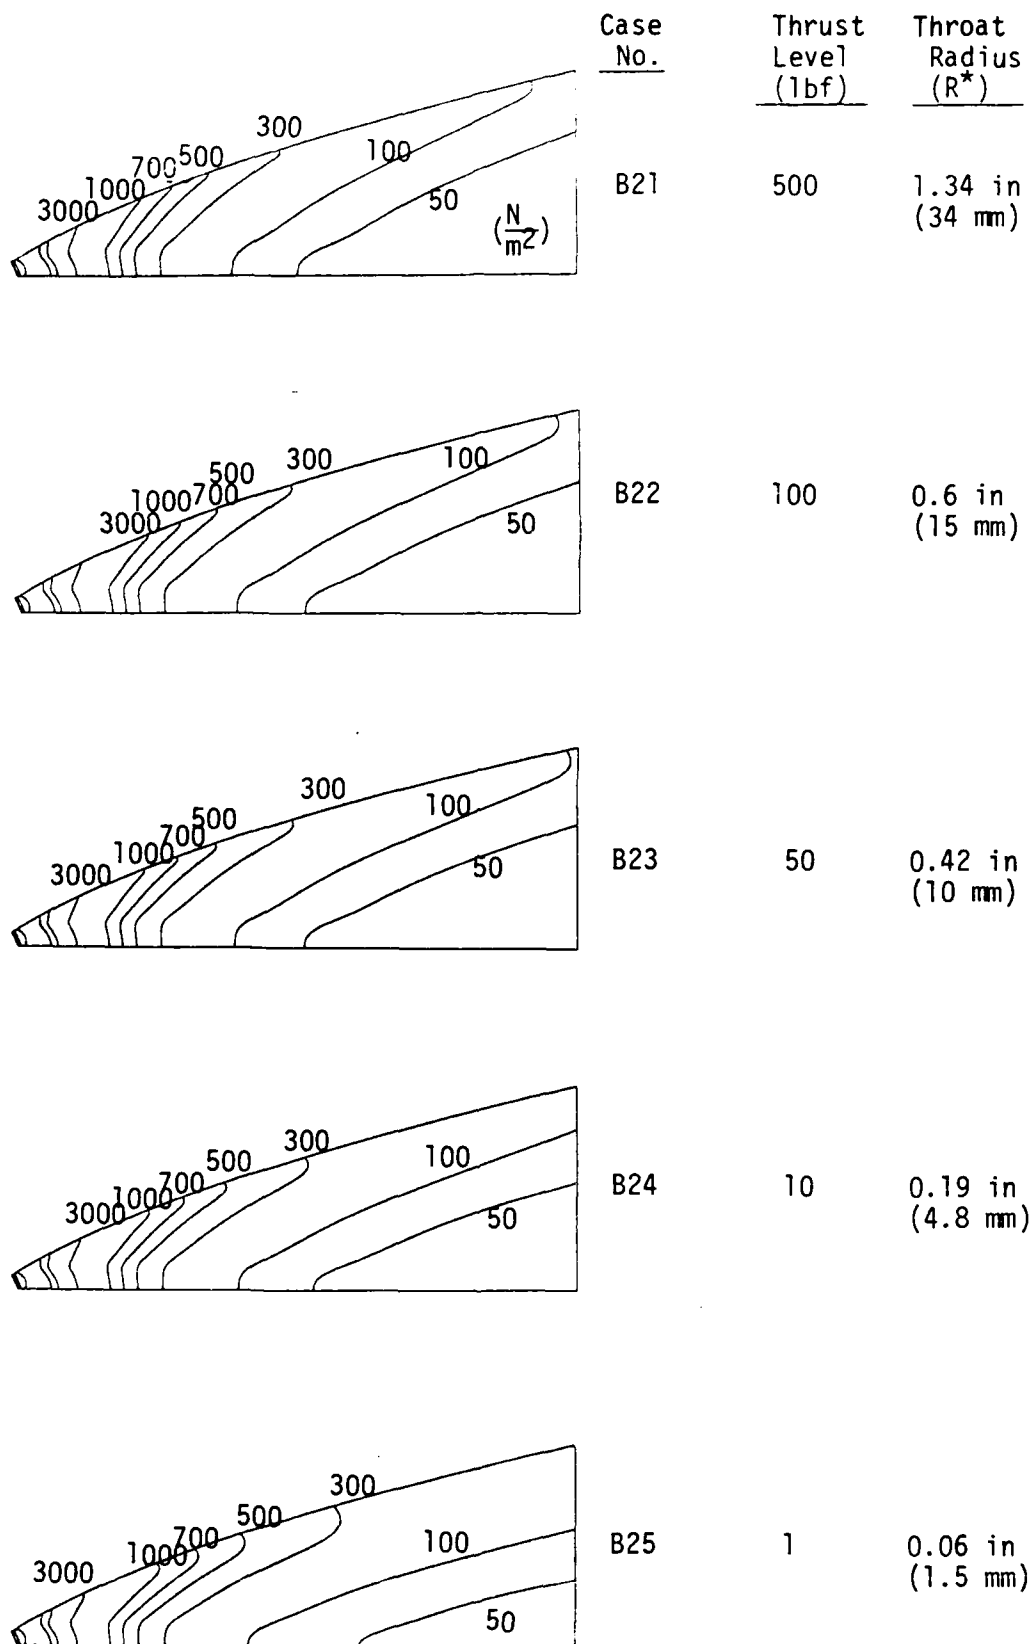 Case Thrust Throat
No. Level Radius
(lbf) (R*)
300
700 500
1000
3000
100
50
(N/m2)
B21 500 1.34 in
(34 mm)
500 300
1000 700
3000
100
50
B22 100 0.6 in
(15 mm)
300
500
700
1000
3000
100
50
B23 50 0.42 in
(10 mm)
300
500
700
1000
3000
100
50
B24 10 0.19 in
(4.8 mm)
300
500
700
1000
3000
100
50
B25 1 0.06 in
(1.5 mm)